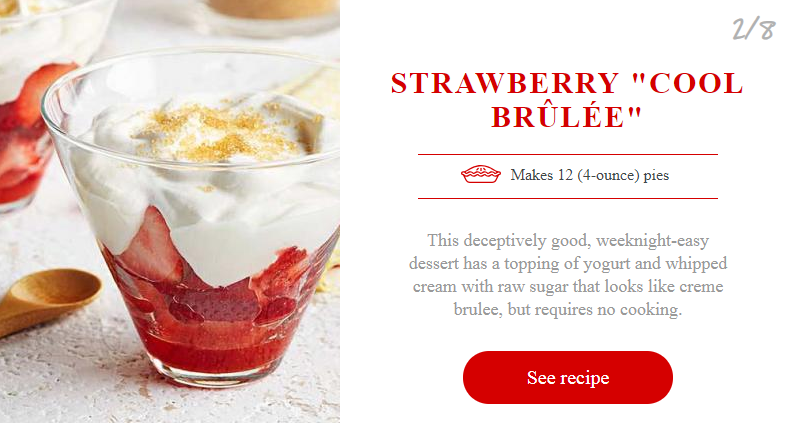 2/8
STRAWBERRY "COOL
BRÛLÉE"
Makes 12 (4-ounce) pies
This deceptively good, weeknight-easy
dessert has a topping of yogurt and whipped
cream with raw sugar that looks like creme
brulee, but requires no cooking.
See recipe